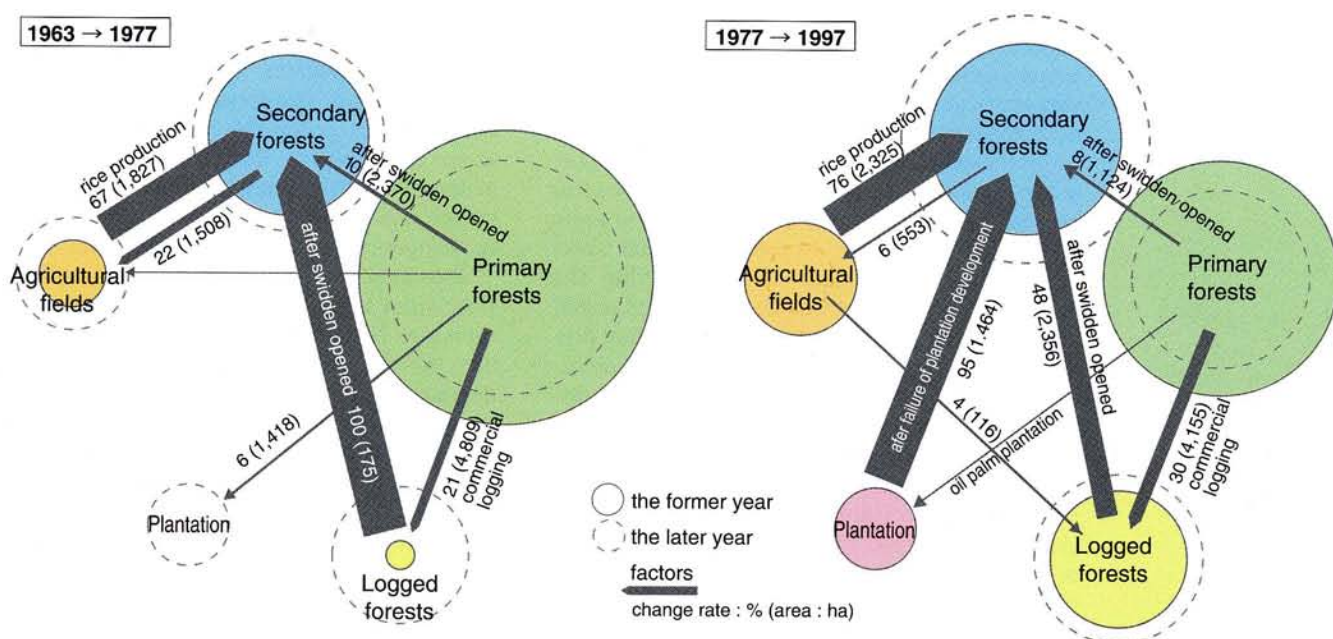 1963 → 1977
Secondary
forests
rice production
67 (1,827)
22 (1,508)
after swidden opened
10 (2,370)
Agricultural
fields
Primary
forests
after swidden opened 100 (175)
6 (1,418)
21 (4,809)
commercial
logging
Plantation
Logged
forests
the former year
the later year
factors
change rate : % (area : ha)
1977 → 1997
Secondary
forests
rice production
76 (2,325)
6 (553)
after swidden opened
8(1,124)
Agricultural
fields
Primary
forests
afer failure of plantation development
95 (1.464)
after swidden opened
48 (2,356)
4 (116)
oil palm plantation
30 (4,155)
commercial
logging
Plantation
Logged
forests